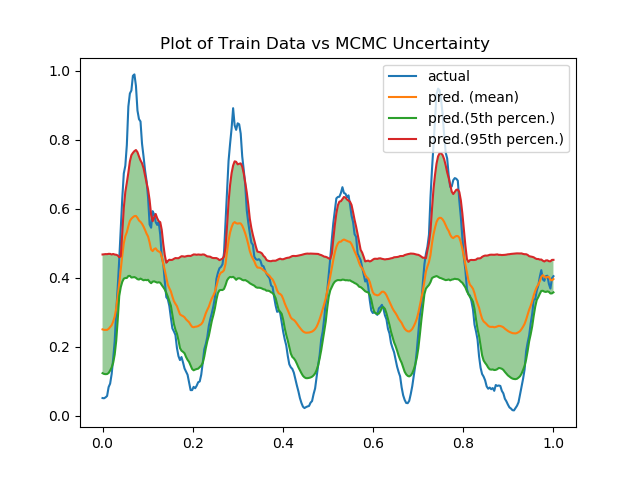 Plot of Train Data vs MCMC Uncertainty
actual
pred. (mean)
pred.(5th percen.)
pred.(95th percen.)
1.0
0.8
0.6
0.4
0.2
0.0
0.0 0.2 0.4 0.6 0.8 1.0